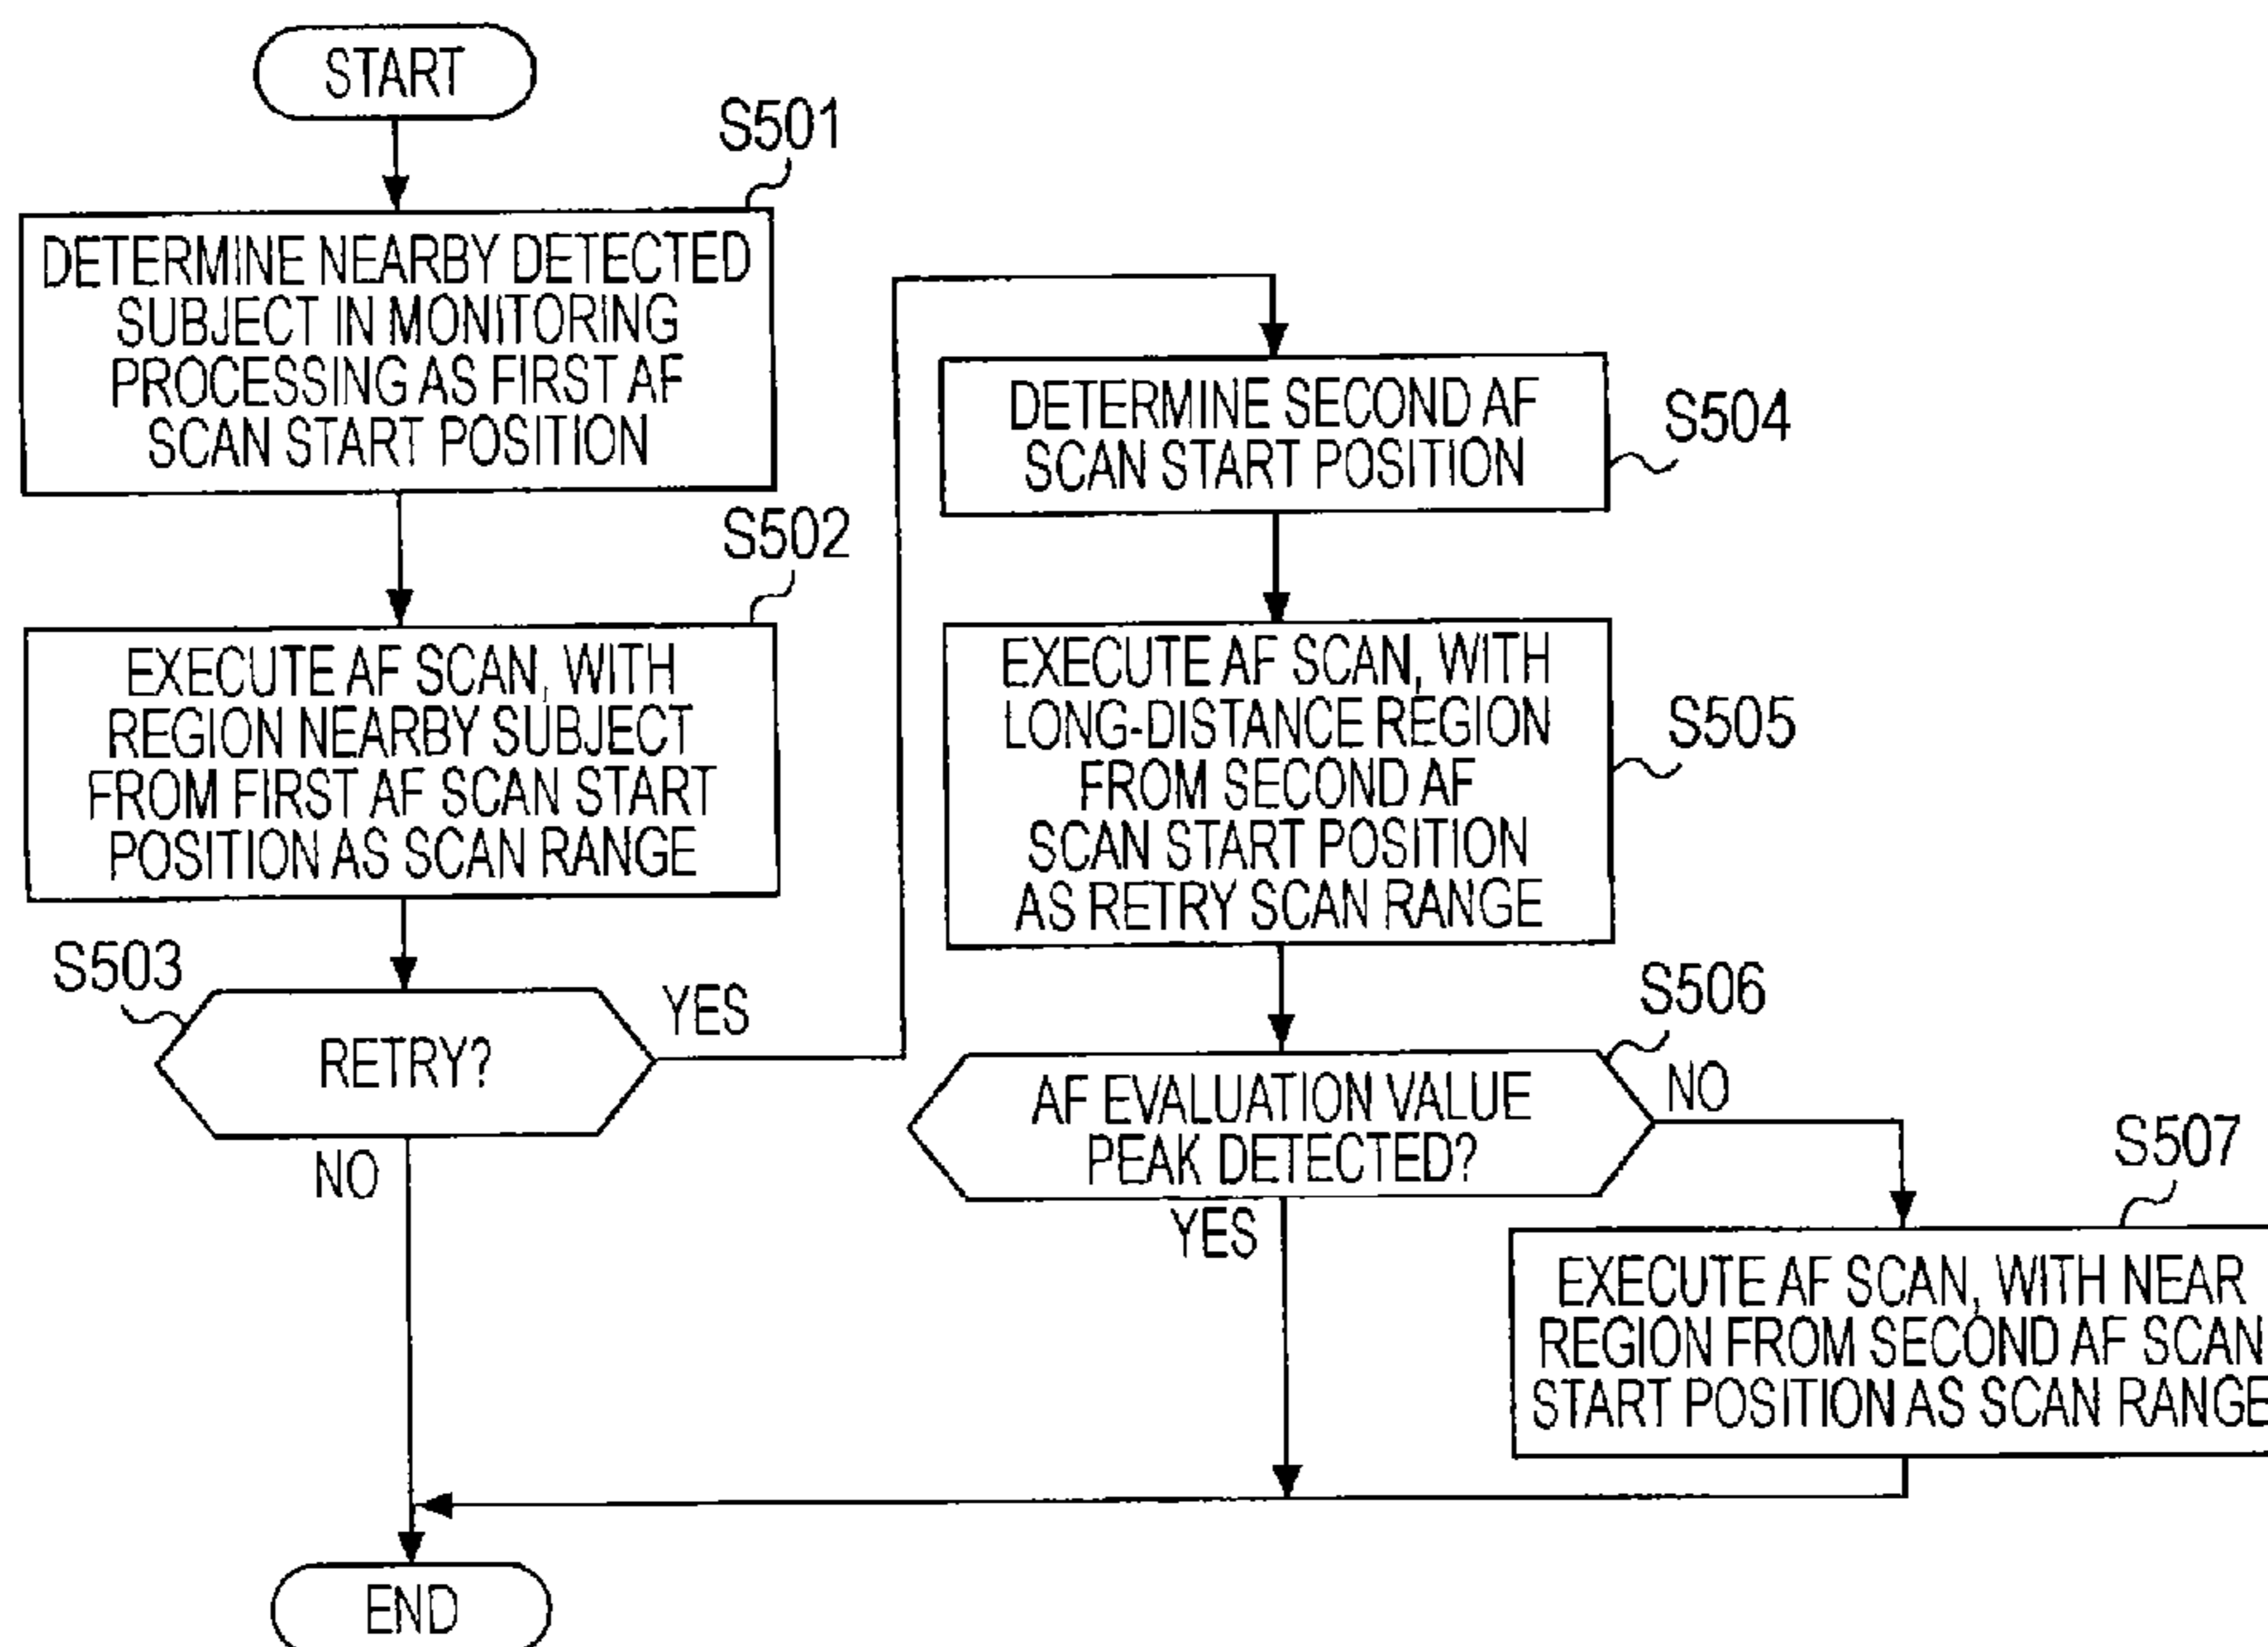 START
S501
DETERMINE NEARBY DETECTED
SUBJECT IN MONITORING
PROCESSING AS FIRST AF
SCAN START POSITION
S502
EXECUTE AF SCAN, WITH
REGION NEARBY SUBJECT
FROM FIRST AF SCAN START
POSITION AS SCAN RANGE
S503
RETRY?
YES
NO
DETERMINE SECOND AF
SCAN START POSITION
S504
EXECUTE AF SCAN, WITH
LONG-DISTANCE REGION
FROM SECOND AF
SCAN START POSITION
AS RETRY SCAN RANGE
S505
S506
AF EVALUATION VALUE
PEAK DETECTED?
NO
YES
S507
EXECUTE AF SCAN, WITH NEAR
REGION FROM SECOND AF SCAN
START POSITION AS SCAN RANGE
END